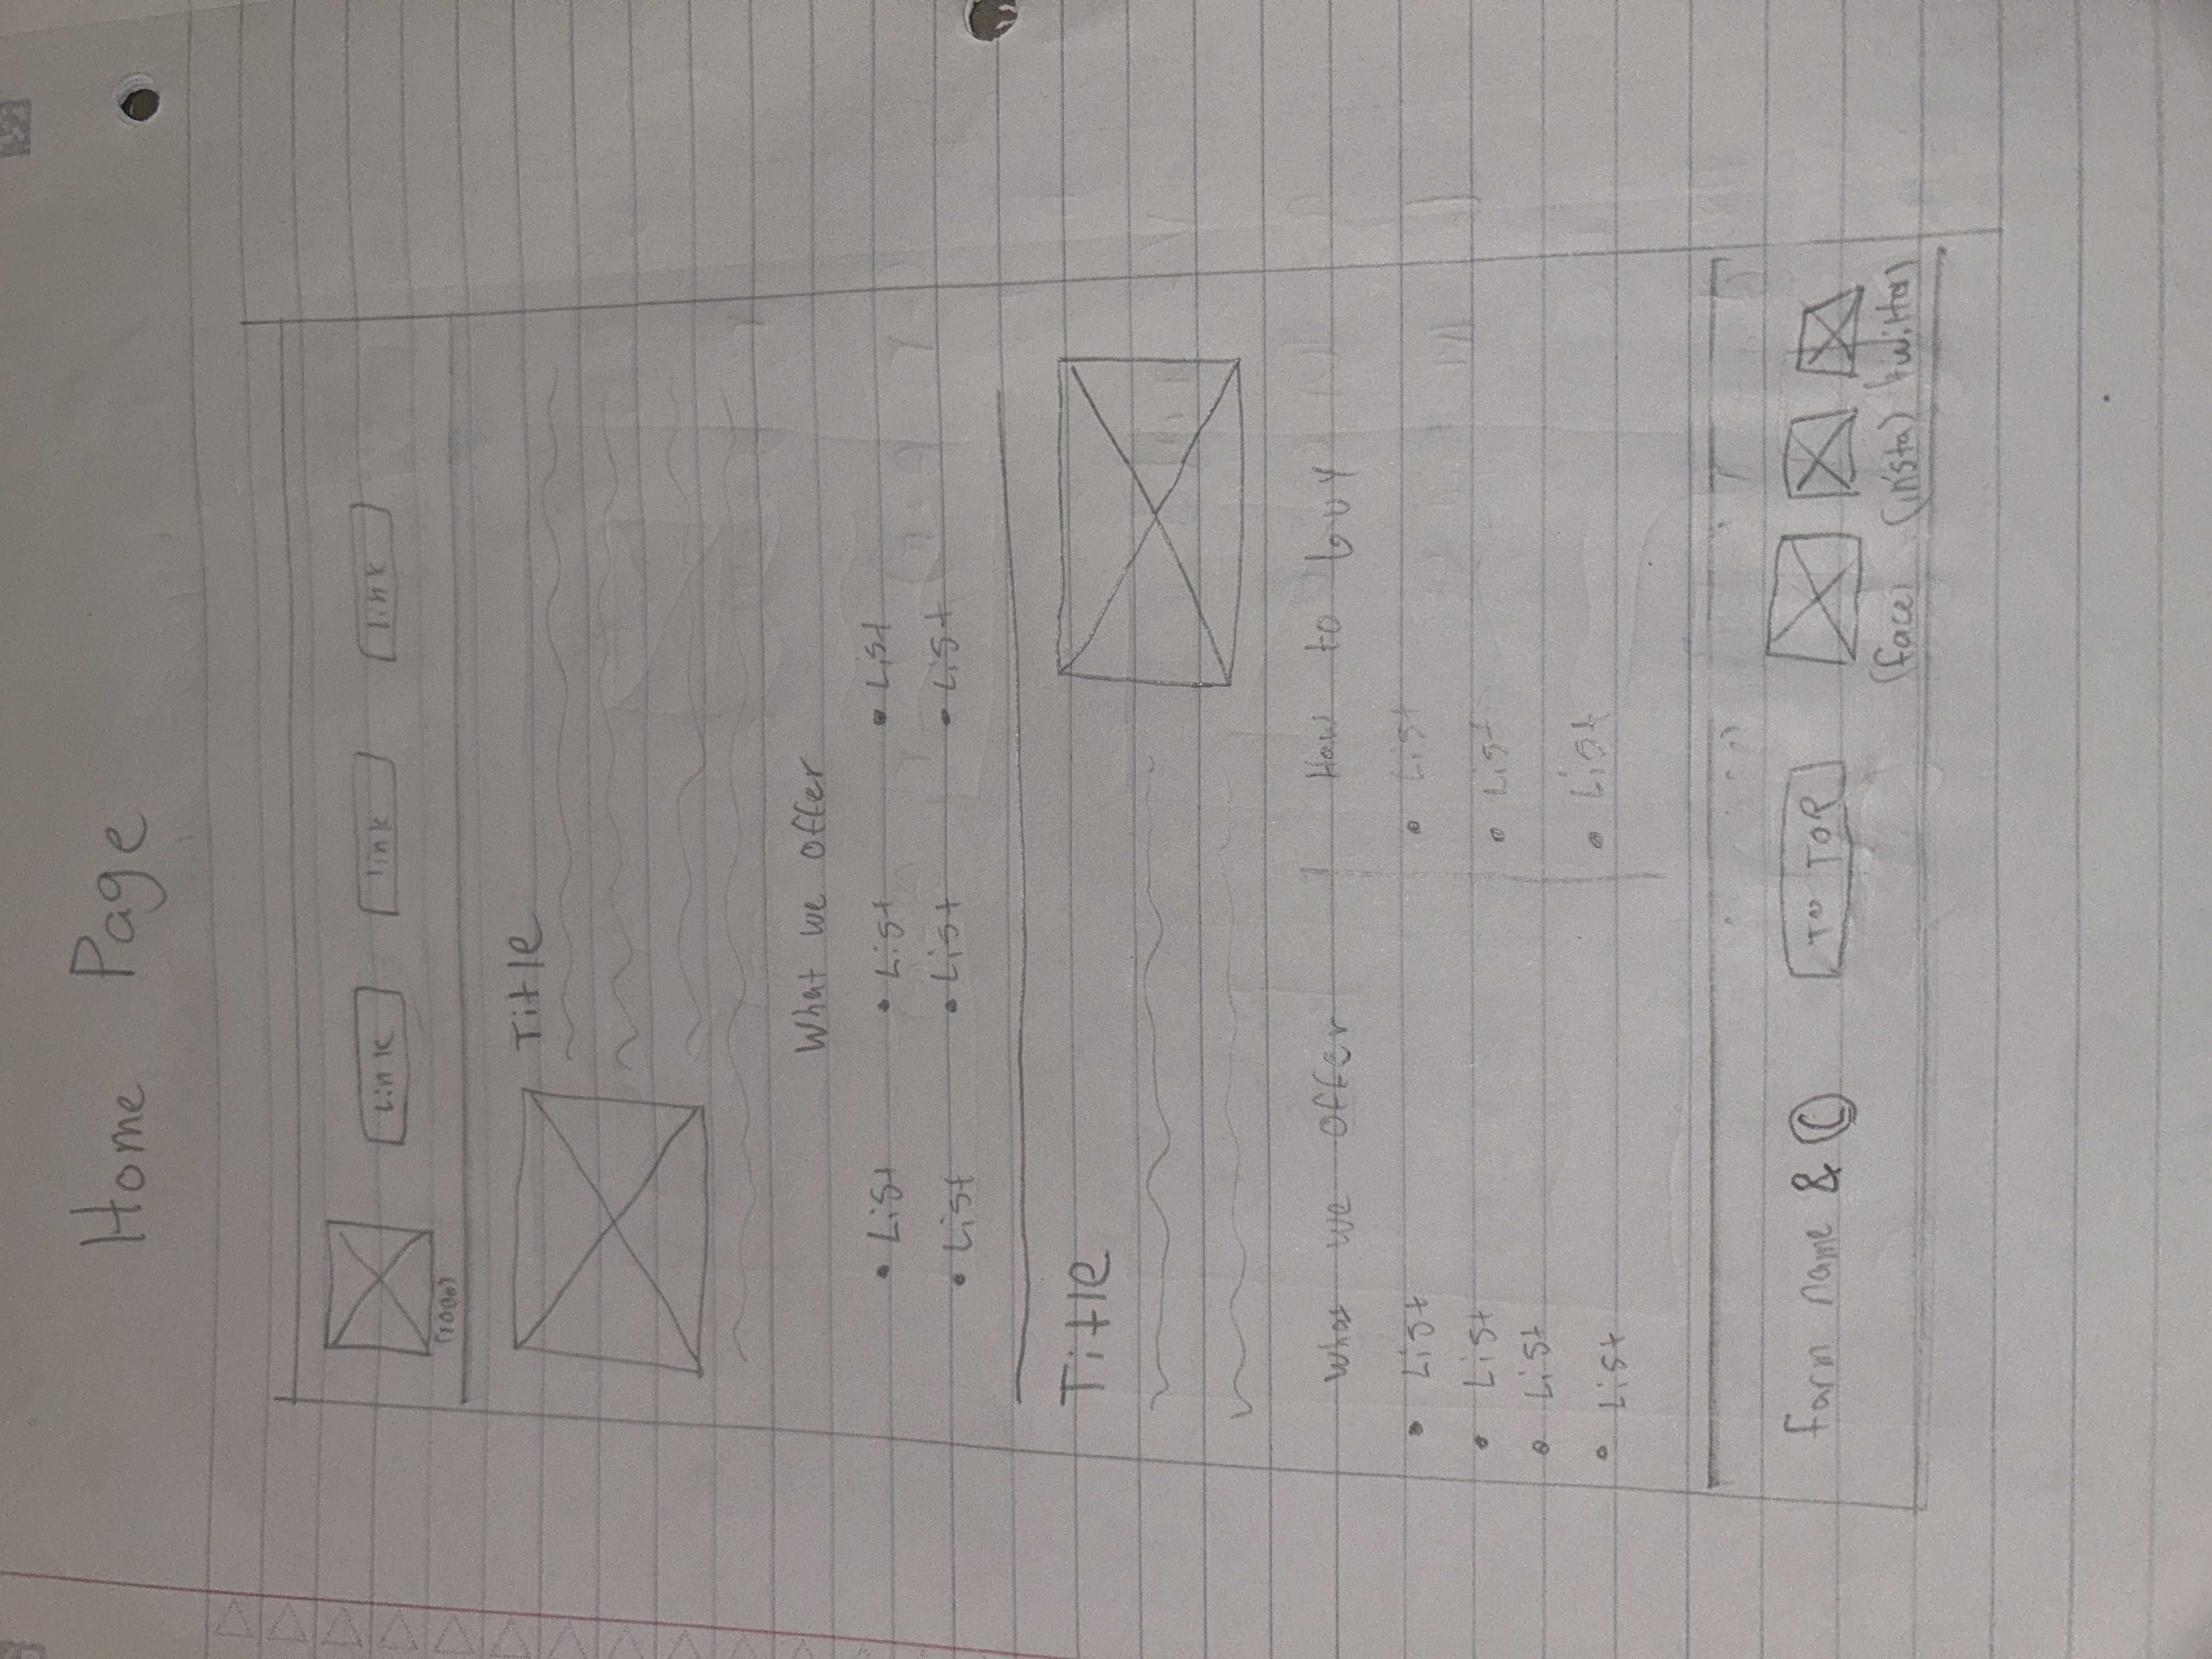 Home Page
Link link link
(logo)
Title
What we offer
• List • List • List
• List • List • List
Title
What we offer
How to buy
• List
• List
• List
• List
• List
• List
• List
farm name & ©
TO TOP
(face) (insta) (twitter)